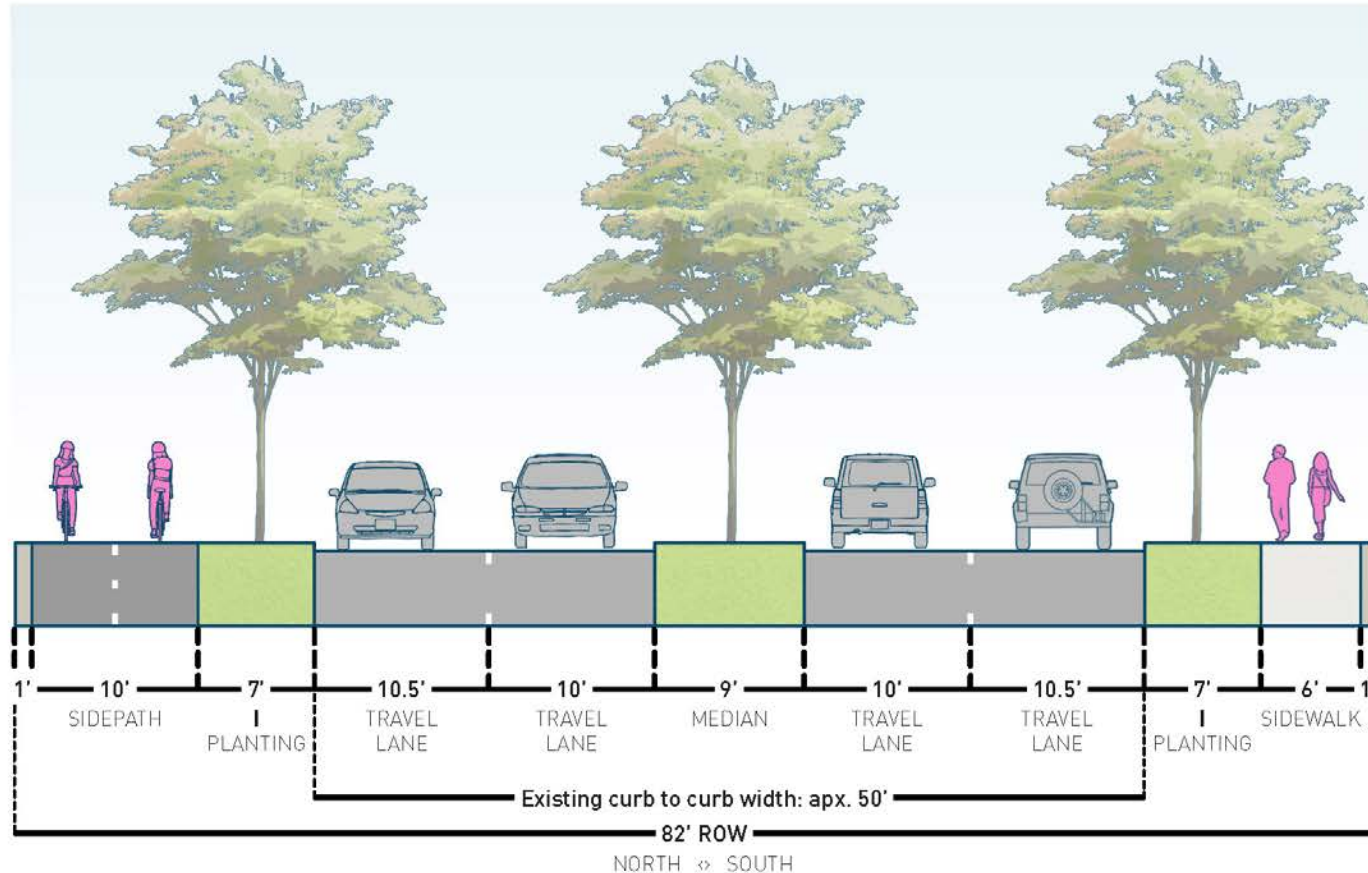 1' 10' 7' 10.5' 10' 9' 10' 10.5' 7' 6' 1
SIDEPATH TRAVEL TRAVEL MEDIAN TRAVEL TRAVEL SIDEWALK
PLANTING LANE LANE LANE LANE PLANTING
Existing curb to curb width: apx. 50'
82' ROW
NORTH <> SOUTH